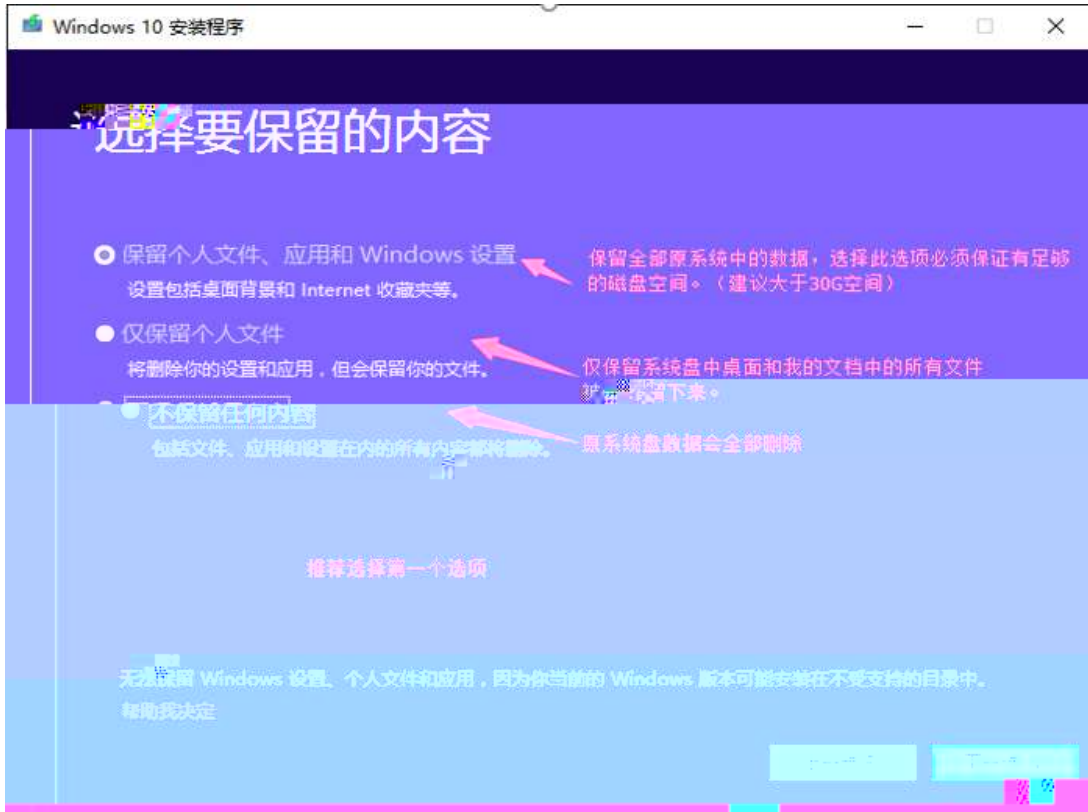 Windows 10 安装程序
选择要保留的内容
保留个人文件、应用和 Windows 设置
设置包括桌面背景和 Internet 收藏夹等。
保留全部原系统中的数据，选择此选项必须保证有足够
的磁盘空间。（建议大于30G空间）
仅保留个人文件
将删除你的设置和应用，但会保留你的文件。
仅保留系统盘中桌面和我的文档中的所有文件
下来。
不保留任何内容
包括文件、应用和设置在内的所有内容都将删除。
原系统盘数据会全部删除
推荐选择第一个选项
无法保留 Windows 设置、个人文件和应用，因为你当前的 Windows 版本可能安装在不受支持的目录中。
帮助我决定